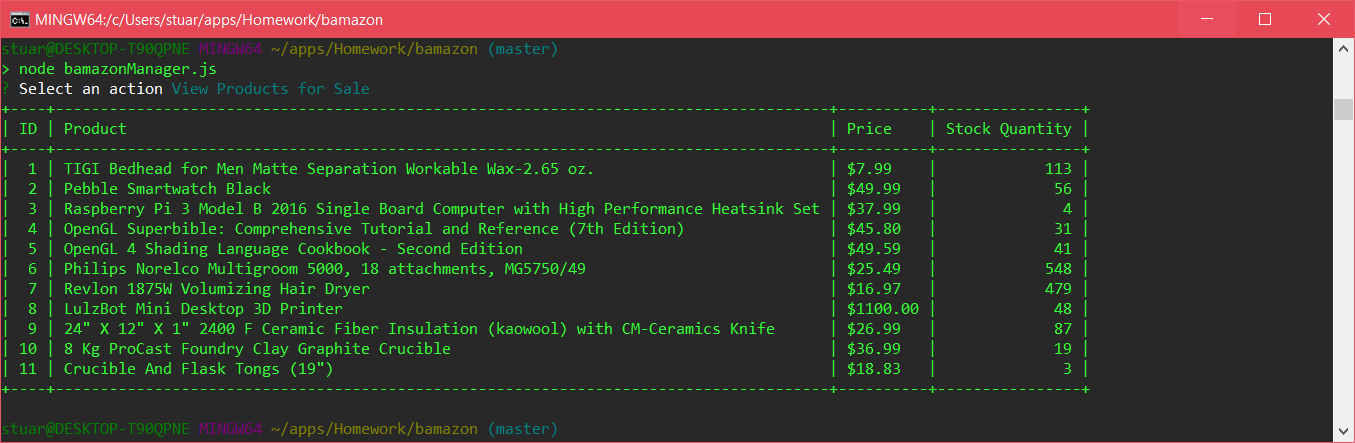 MINGW64:/c/Users/stuar/apps/Homework/bamazon
stuar@DESKTOP-T90QPNE MINGW64 ~/apps/Homework/bamazon (master)
> node bamazonManager.js
? Select an action View Products for Sale
+----+--------------------------------------------------------------------------------------+----------+----------------+
| ID | Product | Price | Stock Quantity |
+----+--------------------------------------------------------------------------------------+----------+----------------+
| 1 | TIGI Bedhead for Men Matte Separation Workable Wax-2.65 oz. | $7.99 | 113 |
| 2 | Pebble Smartwatch Black | $49.99 | 56 |
| 3 | Raspberry Pi 3 Model B 2016 Single Board Computer with High Performance Heatsink Set | $37.99 | 4 |
| 4 | OpenGL Superbible: Comprehensive Tutorial and Reference (7th Edition) | $45.80 | 31 |
| 5 | OpenGL 4 Shading Language Cookbook - Second Edition | $49.59 | 41 |
| 6 | Philips Norelco Multigroom 5000, 18 attachments, MG5750/49 | $25.49 | 548 |
| 7 | Revlon 1875W Volumizing Hair Dryer | $16.97 | 479 |
| 8 | LulzBot Mini Desktop 3D Printer | $1100.00 | 48 |
| 9 | 24" X 12" X 1" 2400 F Ceramic Fiber Insulation (kaowool) with CM-Ceramics Knife | $26.99 | 87 |
| 10 | 8 Kg ProCast Foundry Clay Graphite Crucible | $36.99 | 19 |
| 11 | Crucible And Flask Tongs (19") | $18.83 | 3 |
+----+--------------------------------------------------------------------------------------+----------+----------------+
stuar@DESKTOP-T90QPNE MINGW64 ~/apps/Homework/bamazon (master)